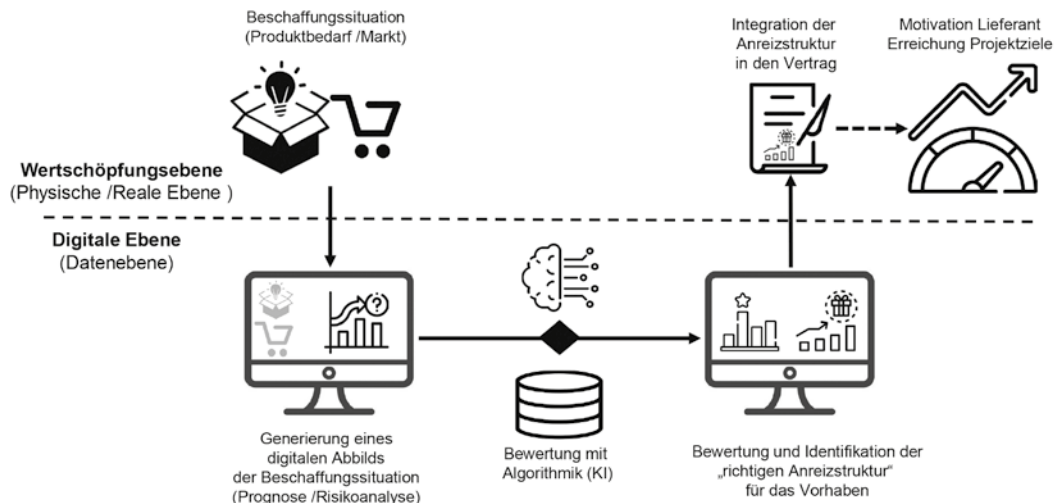 Beschaffungssituation
(Produktbedarf /Markt)
Integration der
Anreizstruktur
in den Vertrag
Motivation Lieferant
Erreichung Projektziele
Wertschöpfungsebene
(Physische /Reale Ebene )
Digitale Ebene
(Datenebene)
?
Generierung eines
digitalen Abbilds
der Beschaffungssituation
(Prognose /Risikoanalyse)
Bewertung mit
Algorithmik (KI)
Bewertung und Identifikation der
„richtigen Anreizstruktur“
für das Vorhaben